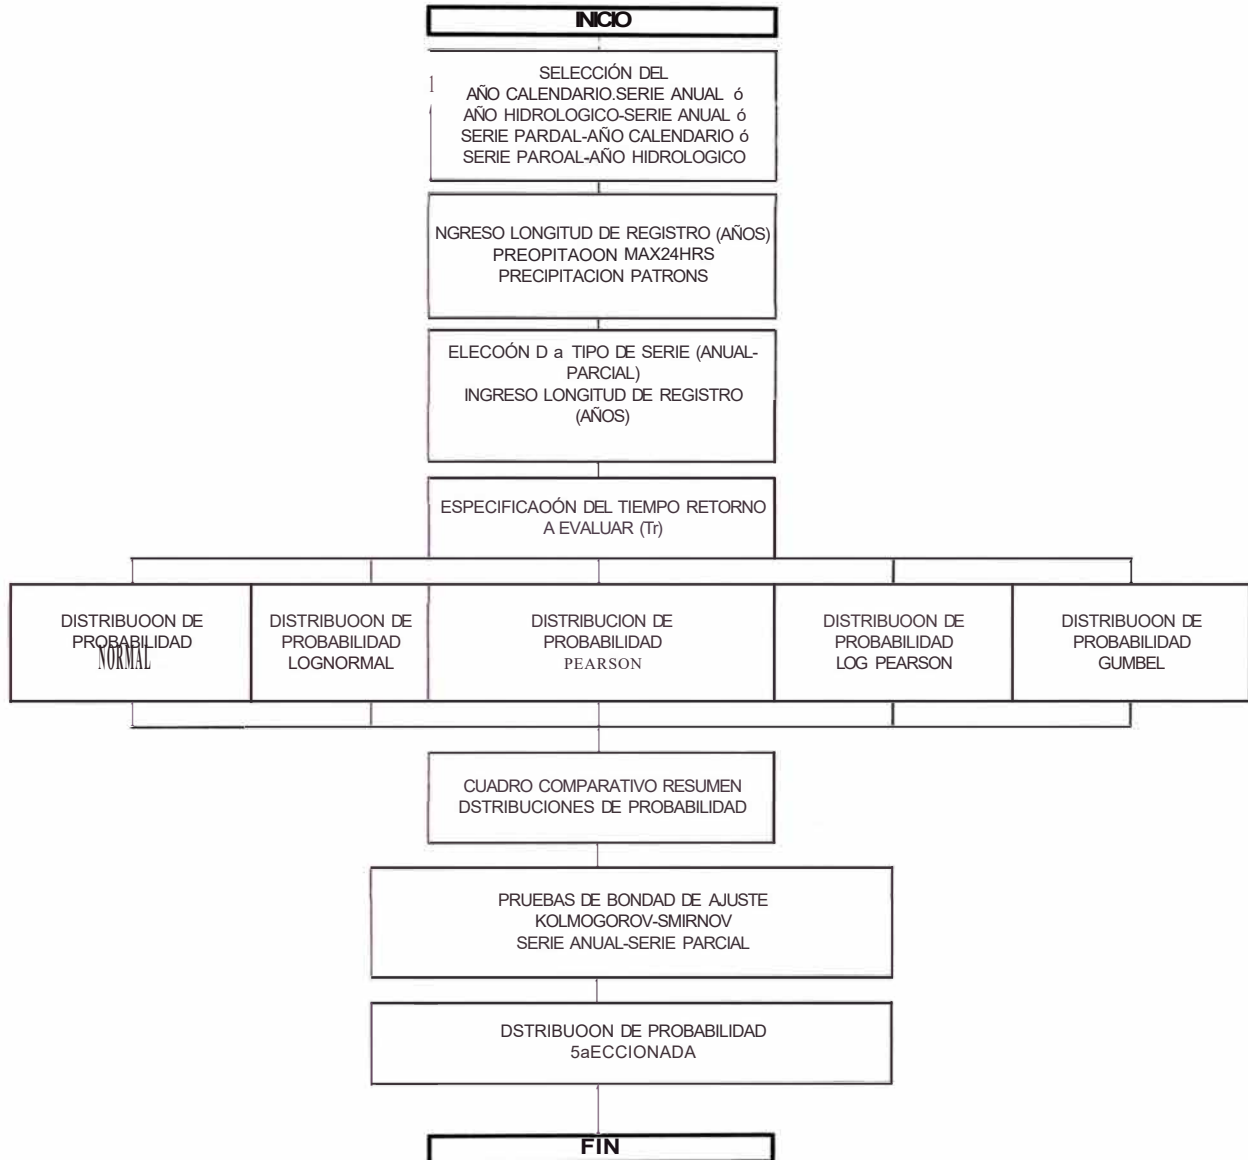 INICIO
SELECCIÓN DEL
AÑO CALENDARIO.SERIE ANUAL ó
AÑO HIDROLOGICO-SERIE ANUAL ó
SERIE PARDAL-AÑO CALENDARIO ó
SERIE PAROAL-AÑO HIDROLOGICO
NGRESO LONGITUD DE REGISTRO (AÑOS)
PREOPITAOON MAX24HRS
PRECIPITACION PATRONS
ELECOÓN D a TIPO DE SERIE (ANUAL-
PARCIAL)
INGRESO LONGITUD DE REGISTRO
(AÑOS)
ESPECIFICAOÓN DEL TIEMPO RETORNO
A EVALUAR (Tr)
DISTRIBUOON DE
PROBABILIDAD
NORMAL
DISTRIBUOON DE
PROBABILIDAD
LOGNORMAL
DISTRIBUCION DE
PROBABILIDAD
PEARSON
DISTRIBUOON DE
PROBABILIDAD
LOG PEARSON
DISTRIBUOON DE
PROBABILIDAD
GUMBEL
CUADRO COMPARATIVO RESUMEN
DSTRIBUCIONES DE PROBABILIDAD
PRUEBAS DE BONDAD DE AJUSTE
KOLMOGOROV-SMIRNOV
SERIE ANUAL-SERIE PARCIAL
DSTRIBUOON DE PROBABILIDAD
5aECCIONADA
FIN